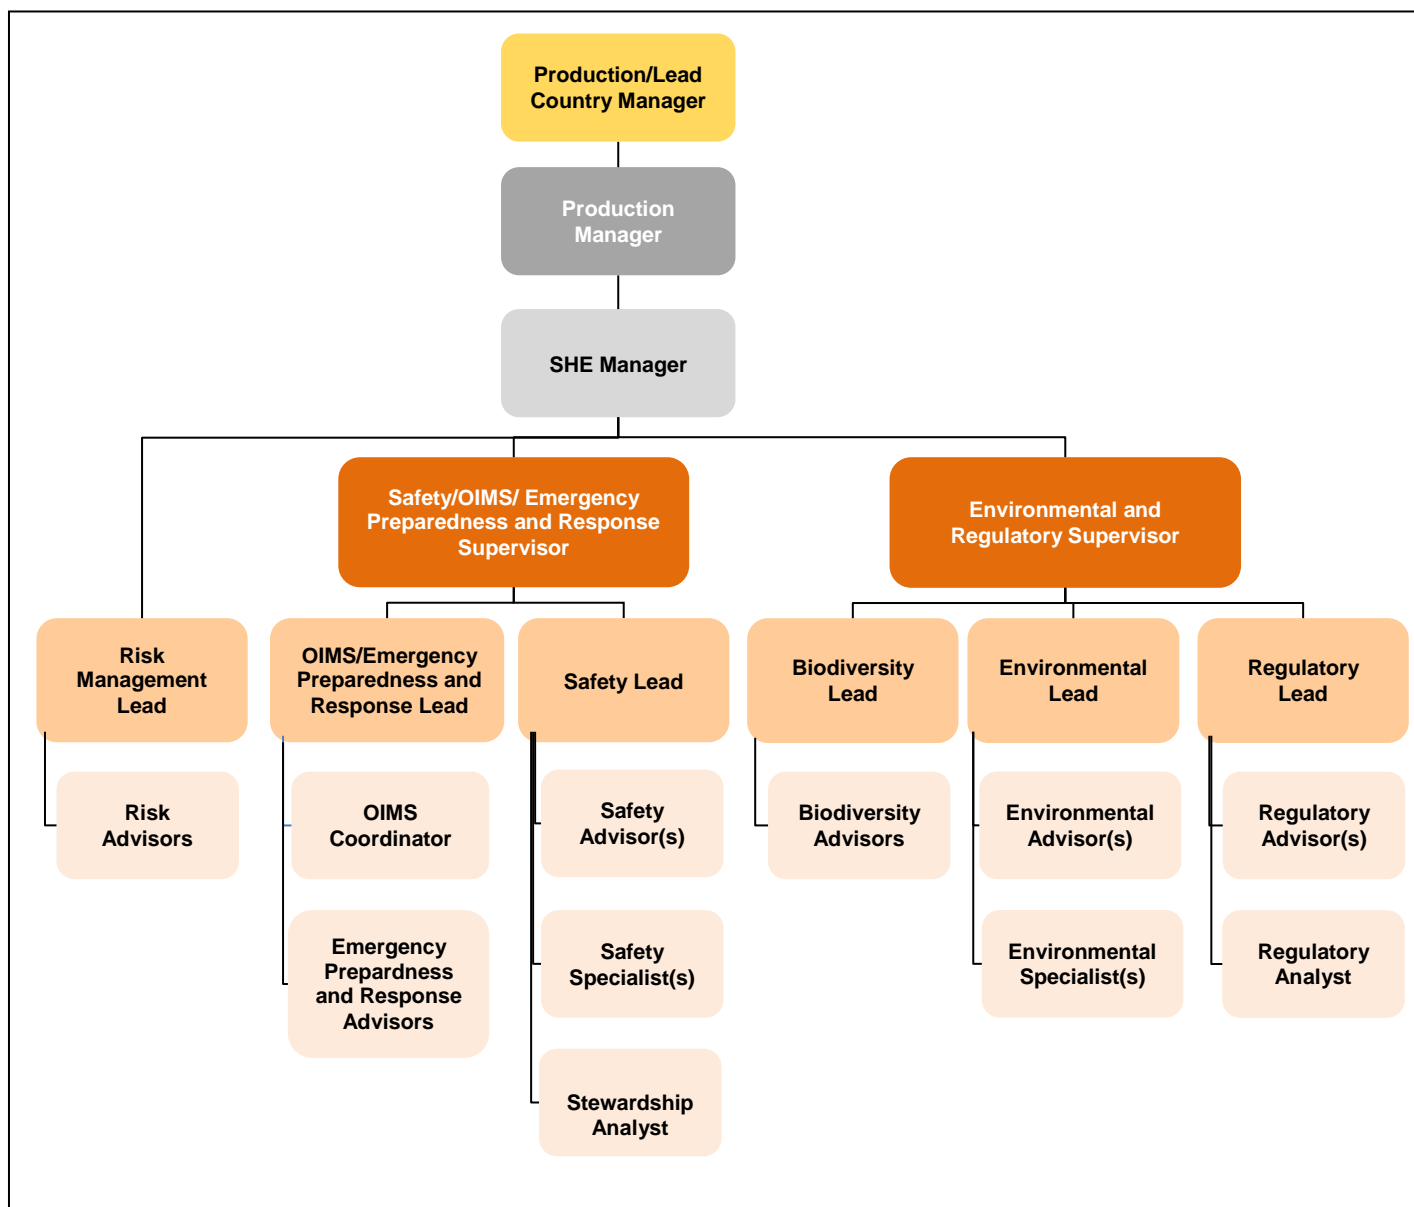 Production/Lead
Country Manager
Production
Manager
SHE Manager
Safety/OIMS/ Emergency
Preparedness and Response
Supervisor
Environmental and
Regulatory Supervisor
Risk
Management
Lead
OIMS/Emergency
Preparedness and
Response Lead
Safety Lead
Biodiversity
Lead
Environmental
Lead
Regulatory
Lead
Risk
Advisors
OIMS
Coordinator
Safety
Advisor(s)
Biodiversity
Advisors
Environmental
Advisor(s)
Regulatory
Advisor(s)
Emergency
Prepardness
and Response
Advisors
Safety
Specialist(s)
Environmental
Specialist(s)
Regulatory
Analyst
Stewardship
Analyst